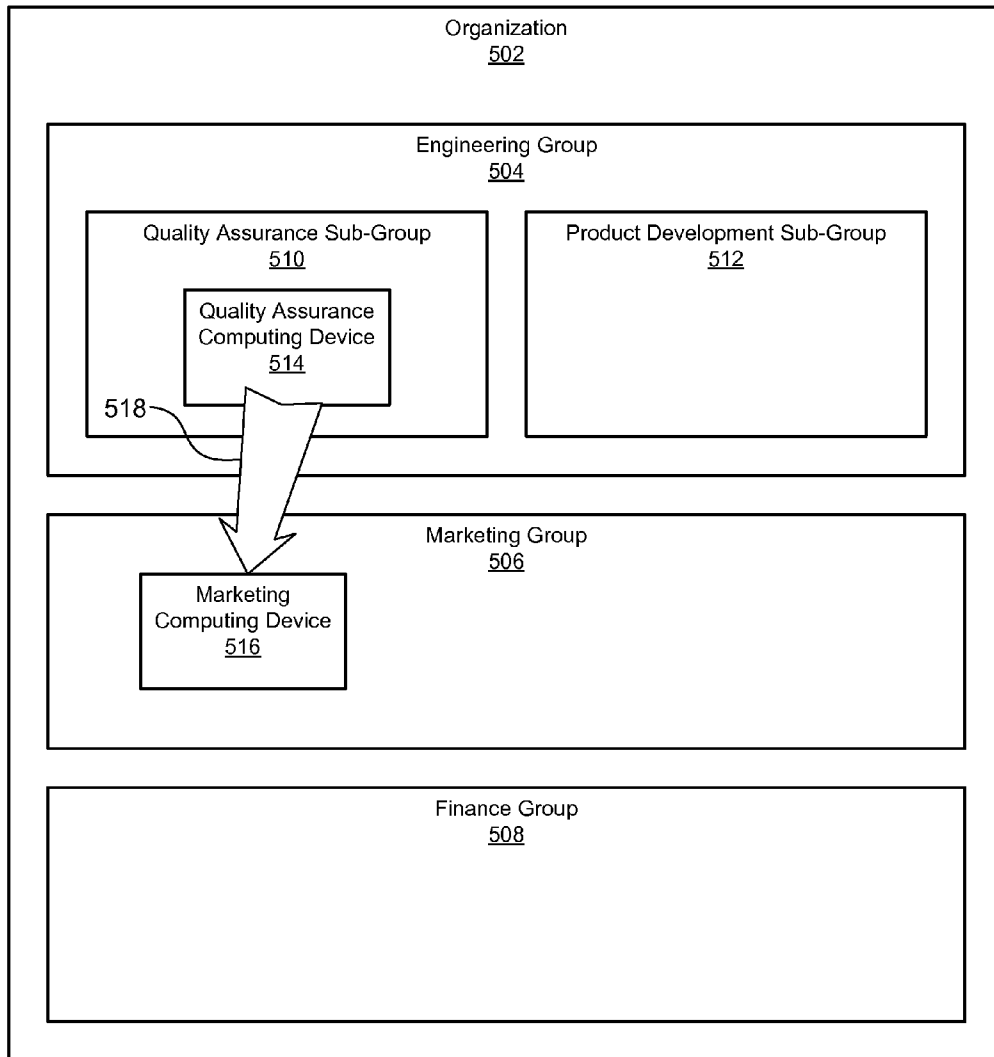 Organization
502
Engineering Group
504
Quality Assurance Sub-Group
510
Product Development Sub-Group
512
Quality Assurance
Computing Device
514
518
Marketing Group
506
Marketing
Computing Device
516
Finance Group
508